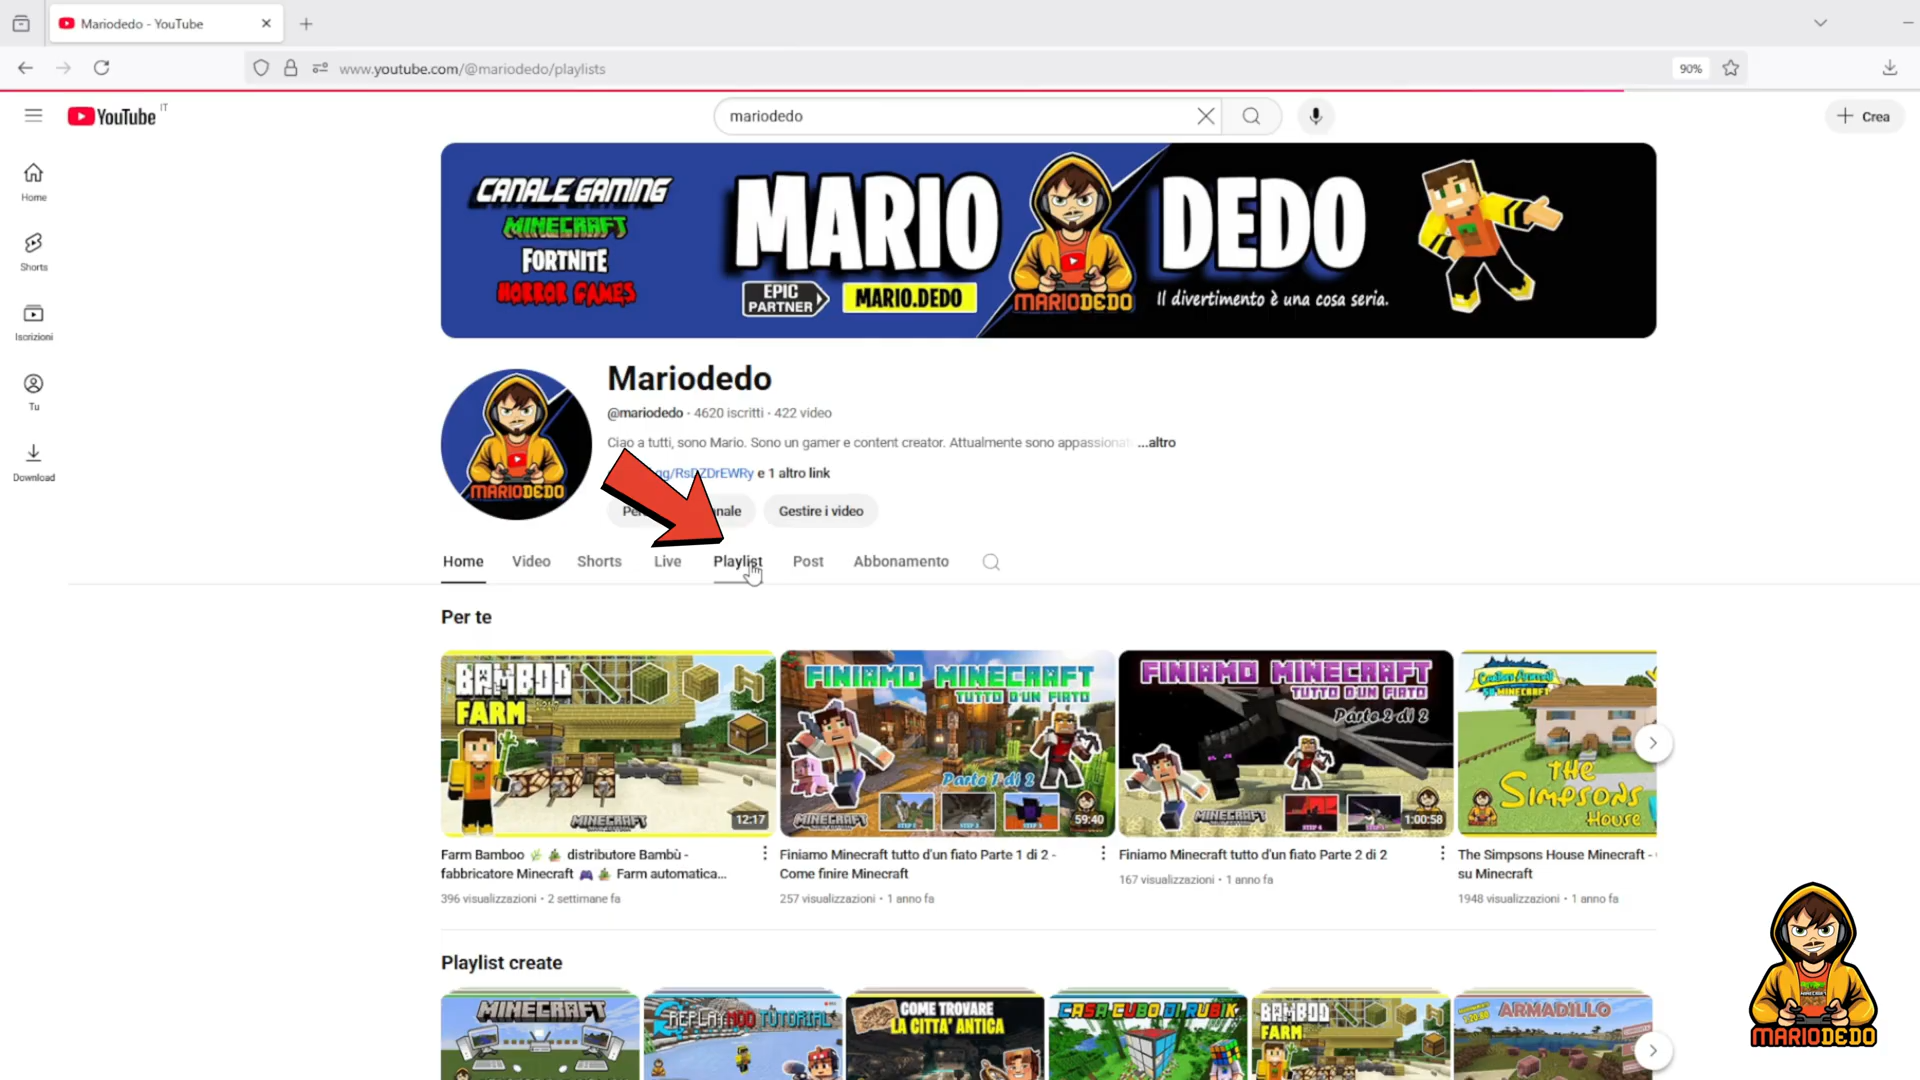 Mariodedo - YouTube
www.youtube.com/@mariodedo/playlists
90%
YouTube IT
mariodedo
Crea
Home
Shorts
Iscrizioni
Tu
Download
CANALE GAMING
MINECRAFT
FORTNITE
HORROR GAMES
MARIO
DEDO
EPIC
PARTNER
MARIO.DEDO
MARIODEDO
Il divertimento è una cosa seria.
MARIODEDO
Mariodedo
@mariodedo · 4620 iscritti · 422 video
Ciao a tutti, sono Mario. Sono un gamer e content creator. Attualmente sono appassionat ...altro
gg/RsDZDrEWRy e 1 altro link
Gestire i video
Home
Video
Shorts
Live
Playlist
Post
Abbonamento
Per te
BAMBOO
FARM
MINECRAFT
12:17
FINIAMO MINECRAFT
TUTTO D'UN FIATO
Parte 1 di 2
MINECRAFT
59:40
FINIAMO MINECRAFT
TUTTO D'UN FIATO
Parte 2 di 2
MINECRAFT
1:00:58
THE
SIMPSONS
HOUSE
Farm Bamboo 🌿 🎍 distributore Bambù -
fabbricatore Minecraft 🎮 🎍 Farm automatica...
396 visualizzazioni • 2 settimane fa
Finiamo Minecraft tutto d'un fiato Parte 1 di 2 -
Come finire Minecraft
257 visualizzazioni • 1 anno fa
Finiamo Minecraft tutto d'un fiato Parte 2 di 2
167 visualizzazioni • 1 anno fa
The Simpsons House Minecraft -
su Minecraft
1948 visualizzazioni • 1 anno fa
Playlist create
MINECRAFT
REPLAY MOD TUTORIAL
COME TROVARE
LA CITTA' ANTICA
CASA CUBO DI RUBIK
BAMBOO
FARM
ARMADILLO
MARIODEDO